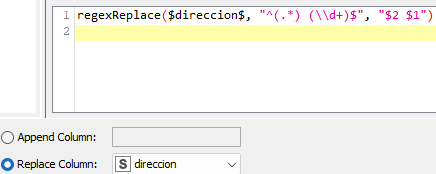 1 regexReplace($direccion$, "^(.*) (\\d+)$", "$2 $1")
2
Append Column:
Replace Column: S direccion